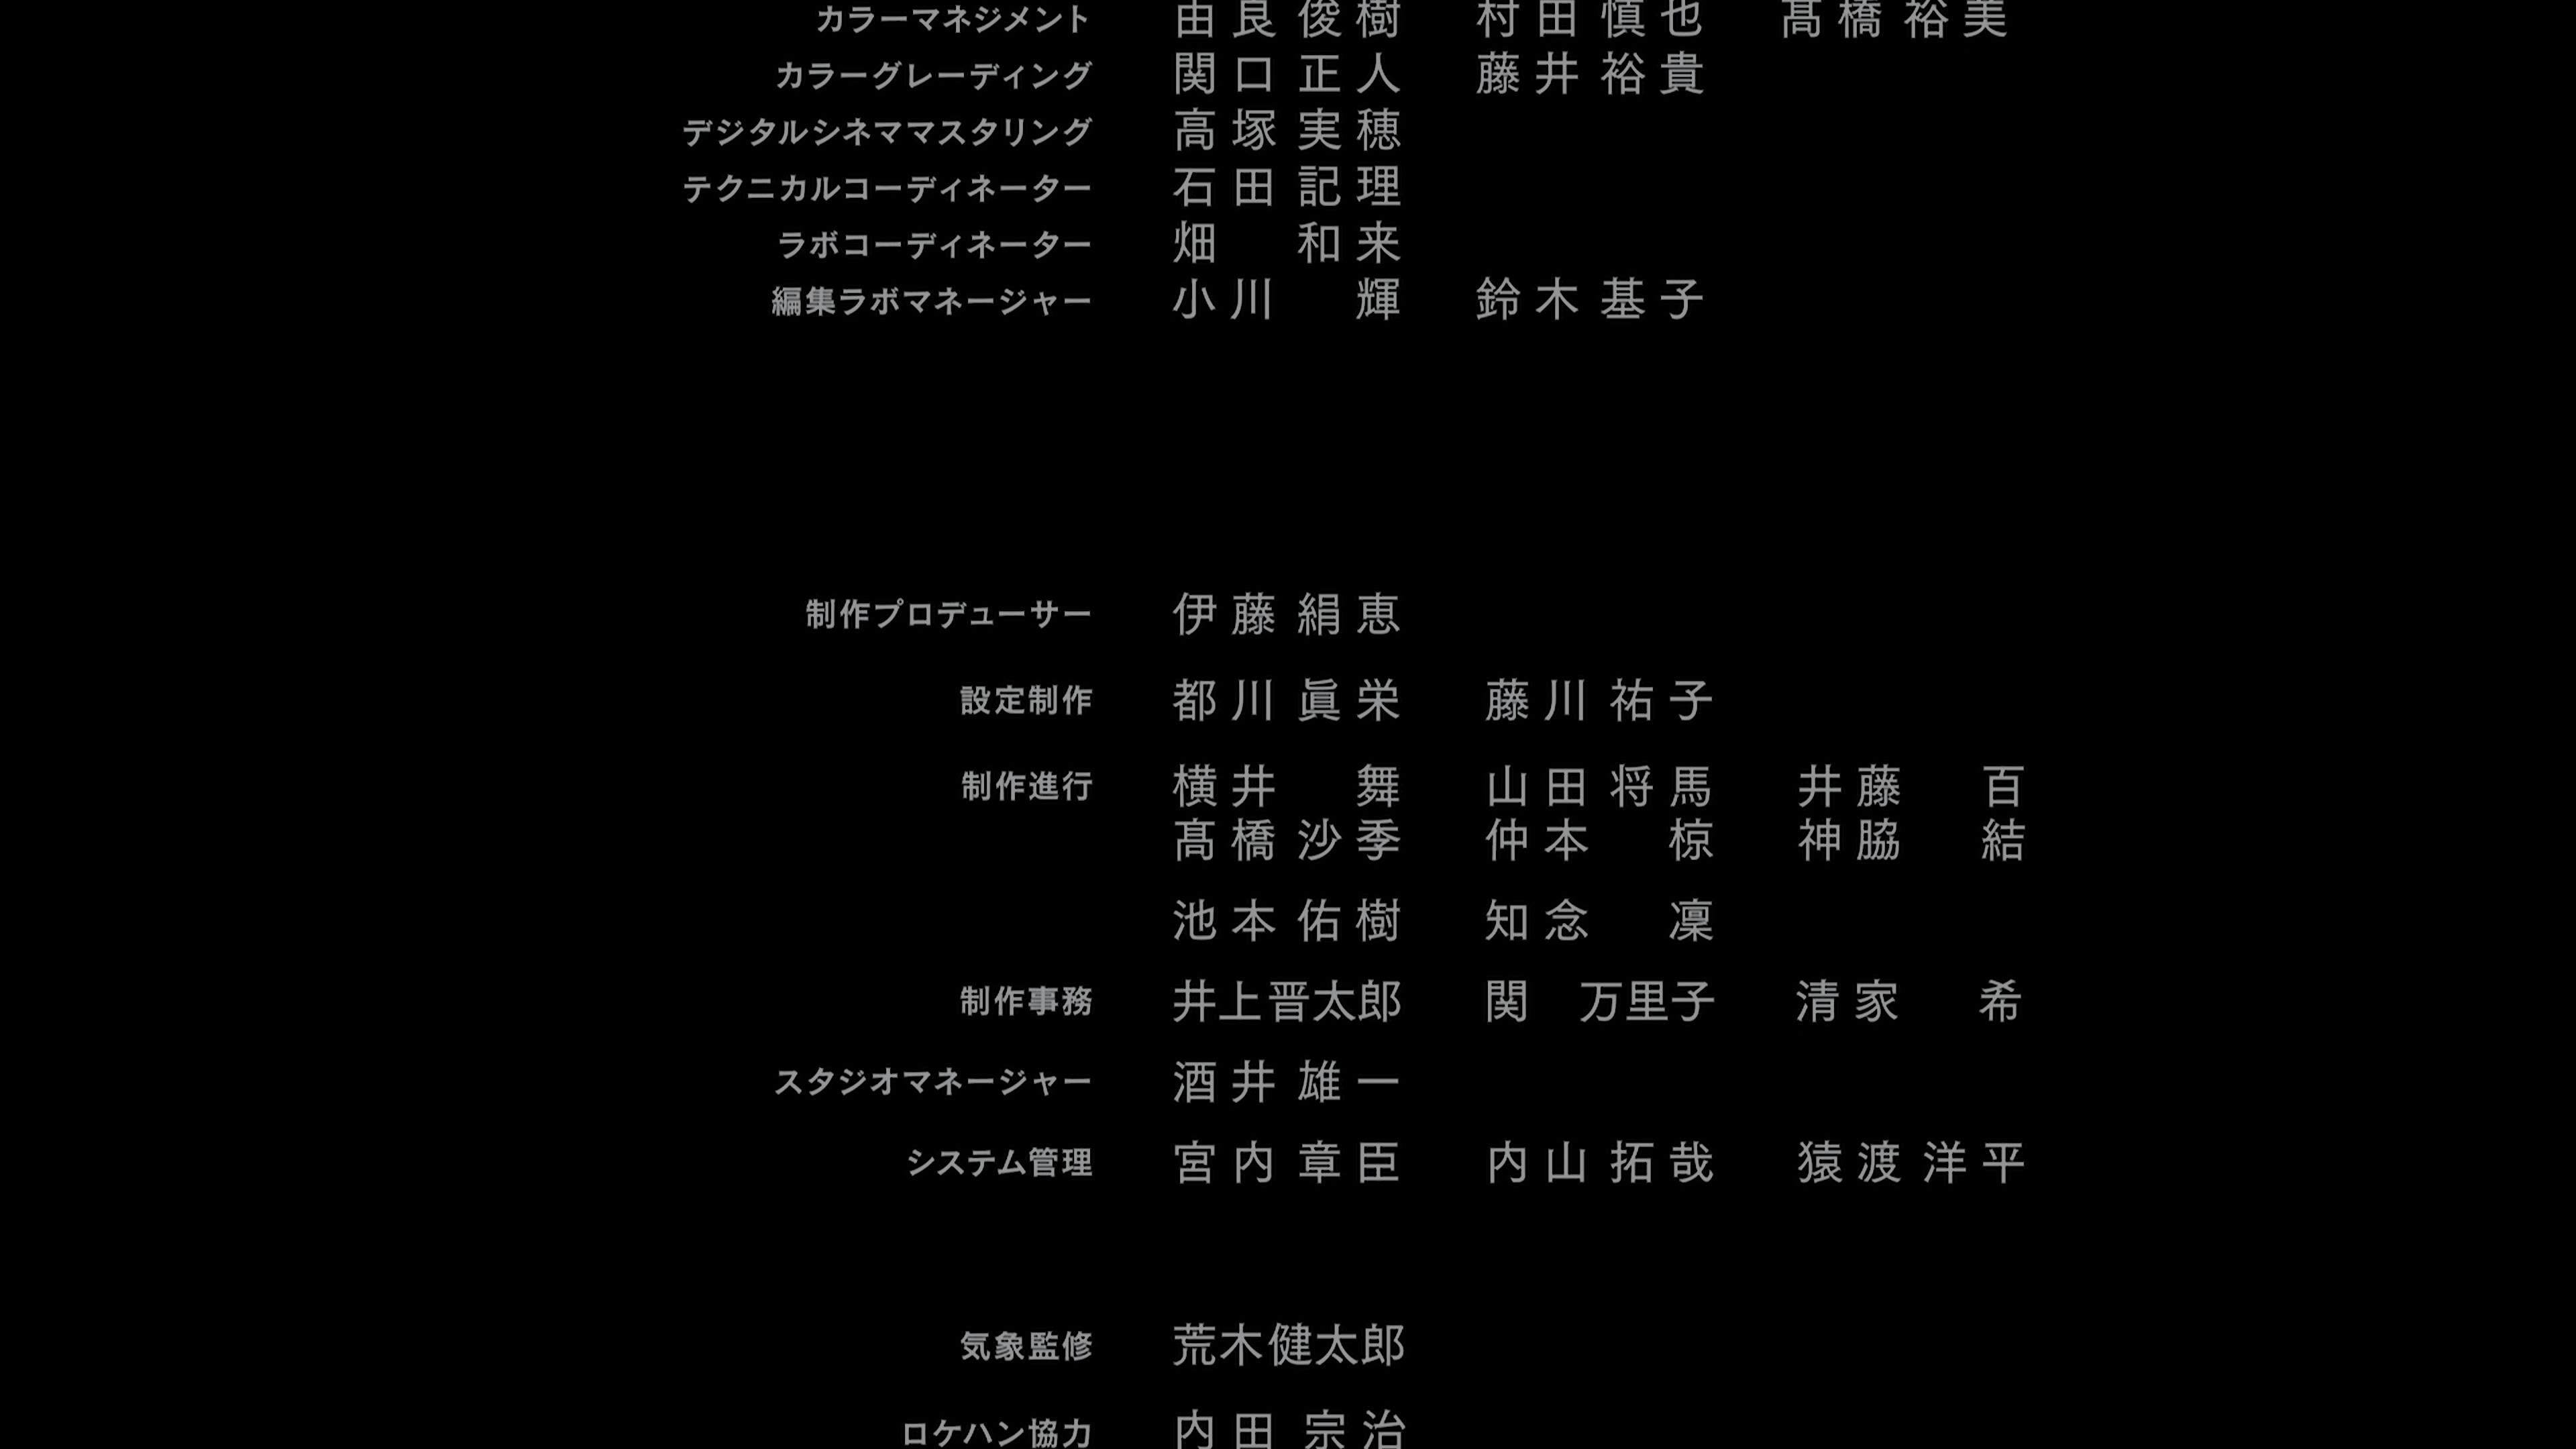 カラーマネジメント 由良俊樹 村田慎也 髙橋裕美
カラーグレーディング 関口正人 藤井裕貴
デジタルシネママスタリング 高塚実穂
テクニカルコーディネーター 石田記理
ラボコーディネーター 畑 和来
編集ラボマネージャー 小川 輝 鈴木基子
制作プロデューサー 伊藤絹恵
設定制作 都川眞栄 藤川祐子
制作進行 横井 舞 山田将馬 井藤 百
髙橋沙季 仲本 椋 神脇 結
池本佑樹 知念 凜
制作事務 井上晋太郎 関 万里子 清家 希
スタジオマネージャー 酒井雄一
システム管理 宮内章臣 内山拓哉 猿渡洋平
気象監修 荒木健太郎
ロケハン協力 内田宗治